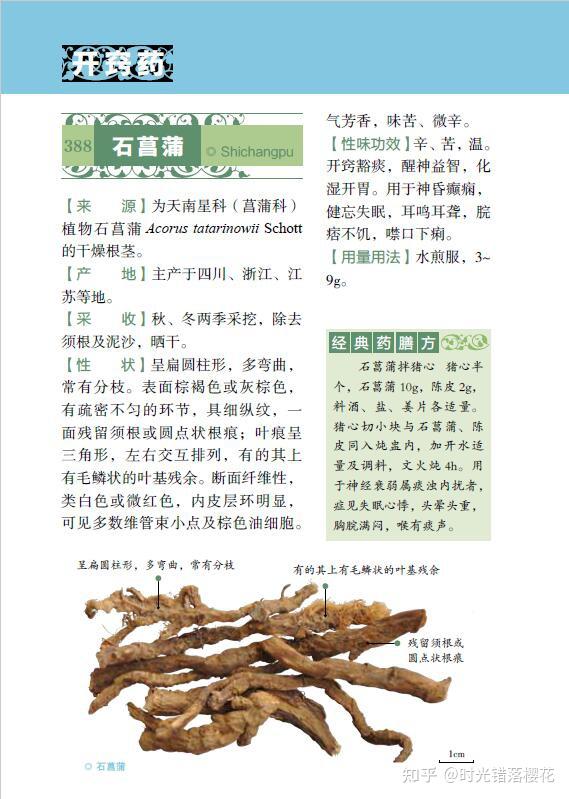 开窍药
388 石菖蒲 ◎ Shichangpu
【来　　源】为天南星科（菖蒲科）
植物石菖蒲 Acorus tatarinowii Schott
的干燥根茎。
【产　　地】主产于四川、浙江、江
苏等地。
【采　　收】秋、冬两季采挖，除去
须根及泥沙，晒干。
【性　　状】呈扁圆柱形，多弯曲，
常有分枝。表面棕褐色或灰棕色，
有疏密不匀的环节，具细纵纹，一
面残留须根或圆点状根痕；叶痕呈
三角形，左右交互排列，有的其上
有毛鳞状的叶基残余。断面纤维性，
类白色或微红色，内皮层环明显，
可见多数维管束小点及棕色油细胞。
气芳香，味苦、微辛。
【性味功效】辛、苦，温。
开窍豁痰，醒神益智，化
湿开胃。用于神昏癫痫，
健忘失眠，耳鸣耳聋，脘
痞不饥，噤口下痢。
【用量用法】水煎服，3~
9g。
经典药膳方
石菖蒲拌猪心　猪心半
个，石菖蒲 10g，陈皮 2g，
料酒、盐、姜片各适量。
猪心切小块与石菖蒲、陈
皮同入炖盅内，加开水适
量及调料，文火炖 4h。用
于神经衰弱属痰浊内扰者，
症见失眠心悸，头晕头重，
胸脘满闷，喉有痰声。
呈扁圆柱形，多弯曲，常有分枝
有的其上有毛鳞状的叶基残余
残留须根或
圆点状根痕
1cm
◎ 石菖蒲
知乎 @时光错落樱花